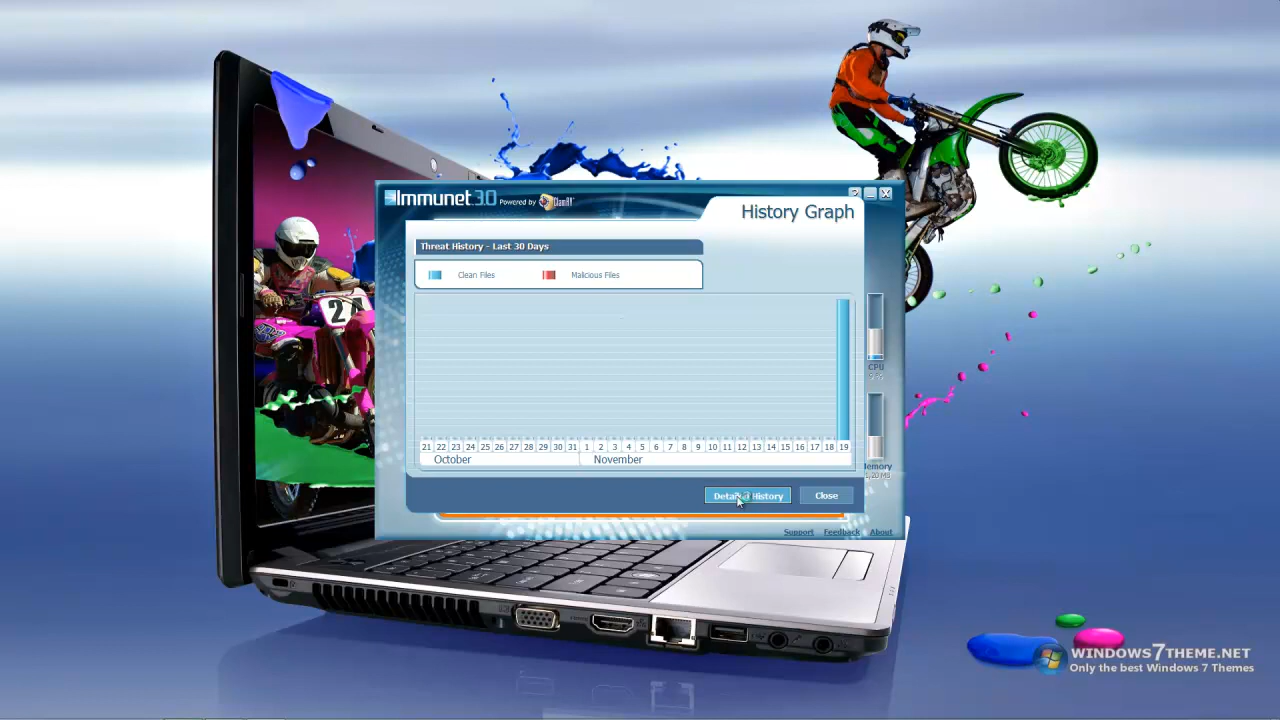 Immunet 3.0 Powered by ClamAV
History Graph
Threat History - Last 30 Days
Clean Files
Malicious Files
21 22 23 24 25 26 27 28 29 30 31 1 2 3 4 5 6 7 8 9 10 11 12 13 14 15 16 17 18 19
October
November
CPU
Memory
Detailed History
Close
Support
Feedback
About
24
WINDOWS7THEME.NET
Only the best Windows 7 Themes